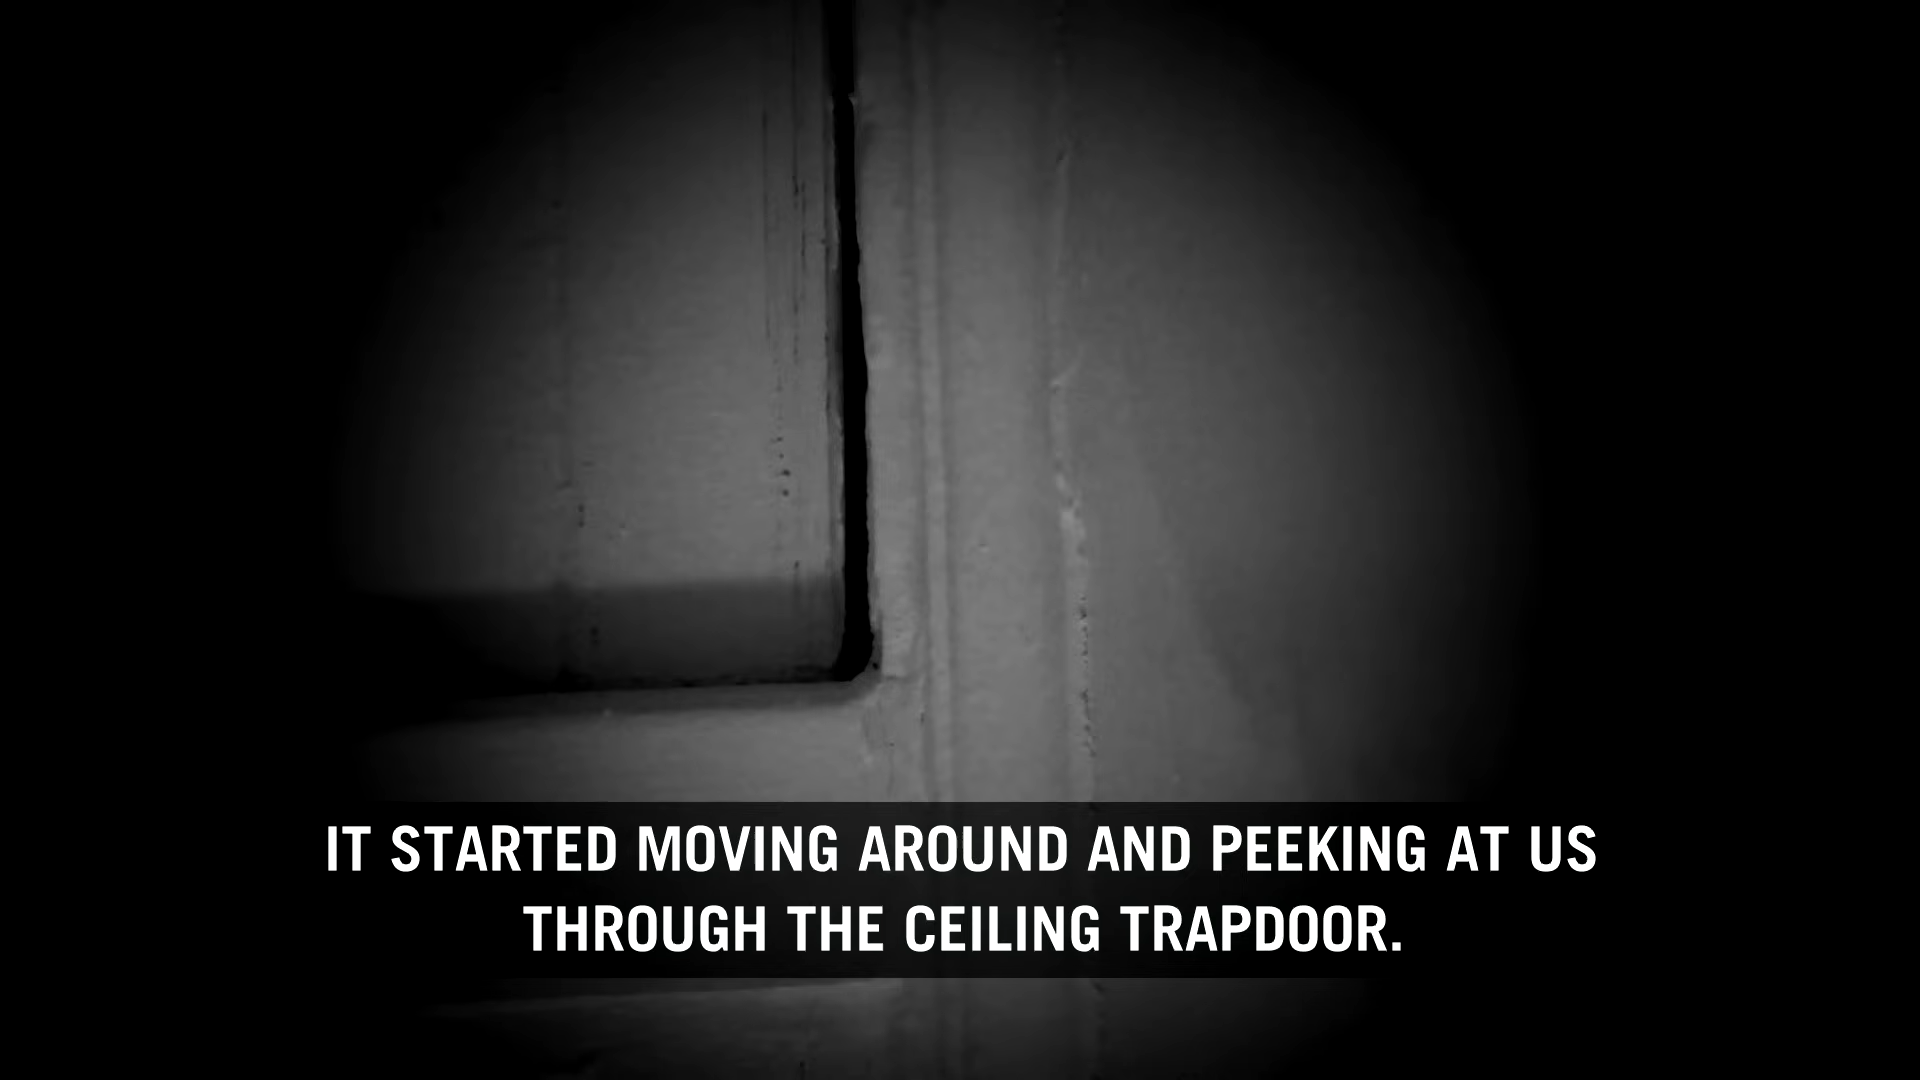 IT STARTED MOVING AROUND AND PEEKING AT US
THROUGH THE CEILING TRAPDOOR.